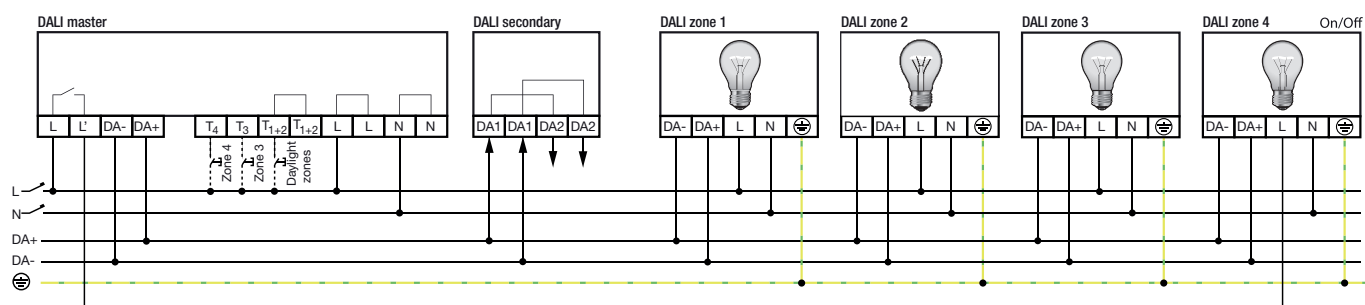 DALI master
DALI secondary
DALI zone 1
DALI zone 2
DALI zone 3
DALI zone 4 On/Off
L L' DA- DA+ T4 T3 T1+2 T1+2 L L N N
DA1 DA1 DA2 DA2
DA- DA+ L N
DA- DA+ L N
DA- DA+ L N
DA- DA+ L N
Zone 4
Zone 3
Daylight
zones
L
N
DA+
DA-